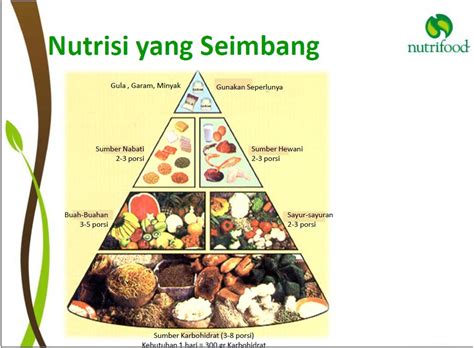 Nutrisi yang Seimbang
nutrifood
Gula , Garam, Minyak
Gunakan Seperlunya
Sumber Nabati
2-3 porsi
Sumber Hewani
2-3 porsi
Buah-Buahan
3-5 porsi
Sayur-sayuran
2-3 porsi
Sumber Karbohidrat (3-8 porsi)
Kebutuhan 1 hari = 300 gr Karbohidrat